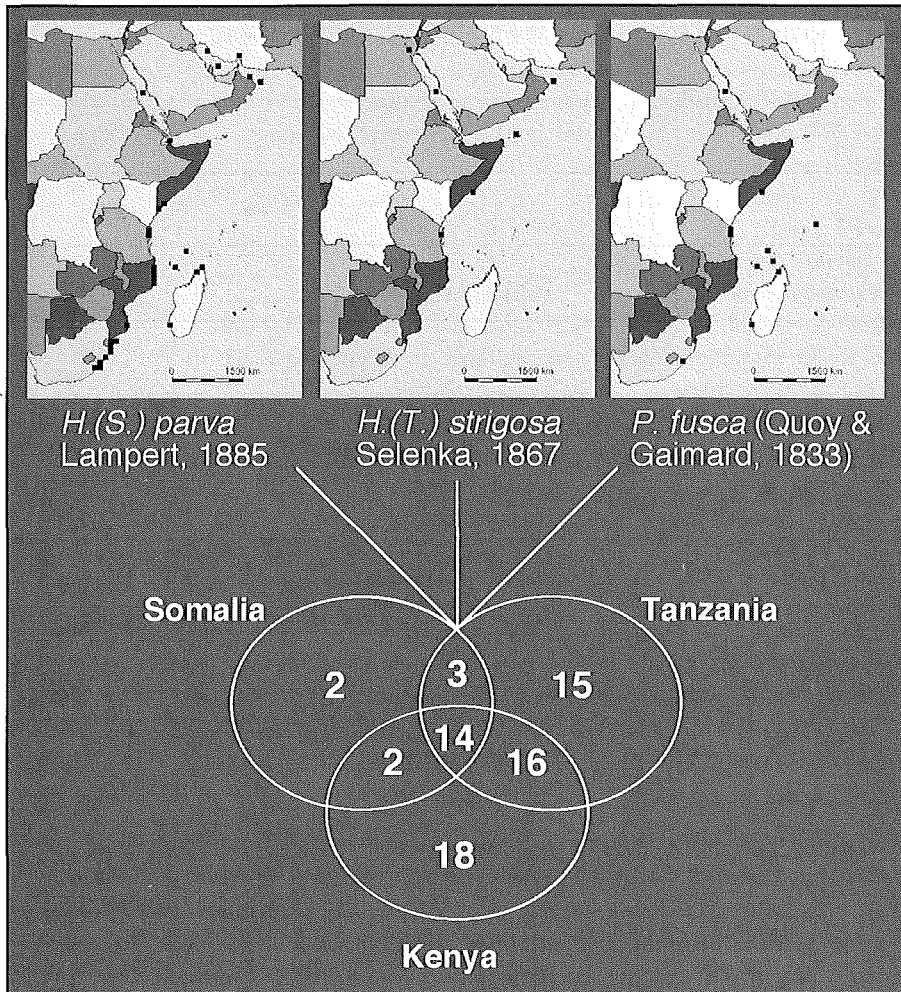 0 1500 km
0 1500 km
0 1500 km
H.(S.) parva
Lampert, 1885
H.(T.) strigosa
Selenka, 1867
P. fusca (Quoy &
Gaimard, 1833)
Somalia
Tanzania
2
3
15
14
2
16
18
Kenya